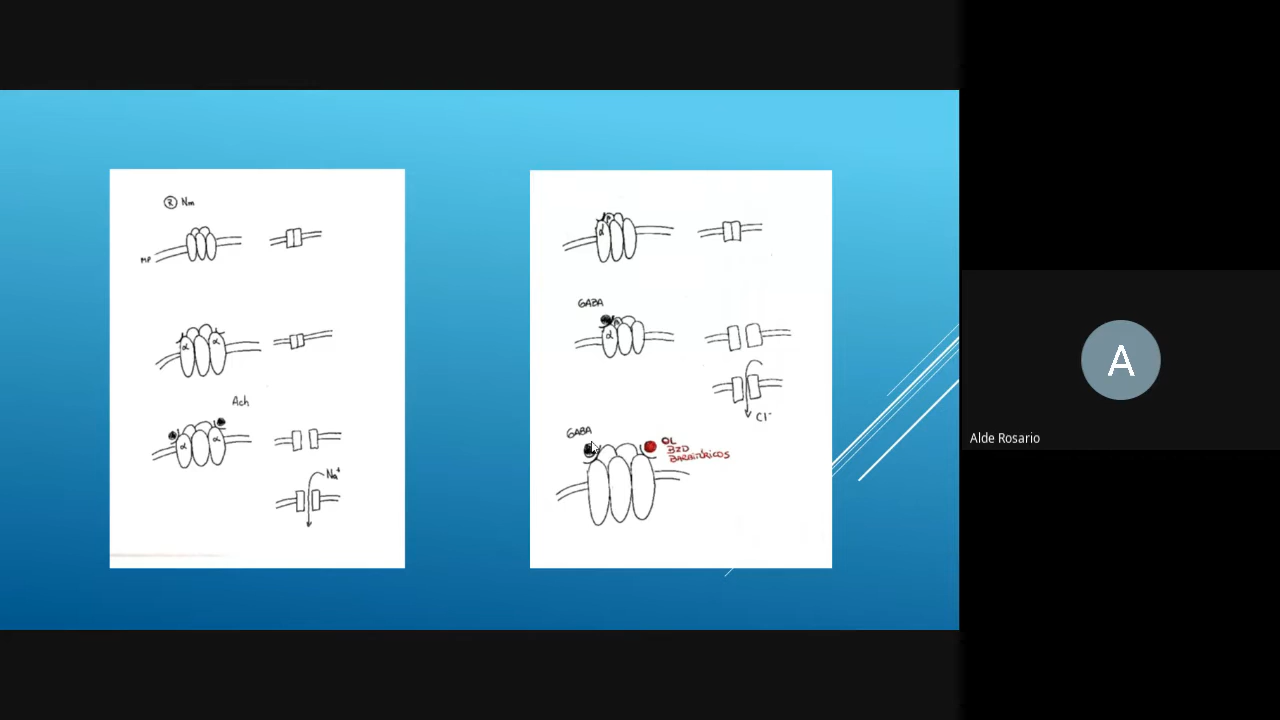 R Nm
MP
α α
Ach
α α
Na+
α
GABA
α
Cl-
GABA
OL
BZD
BARBITÚRICOS
A
Alde Rosario